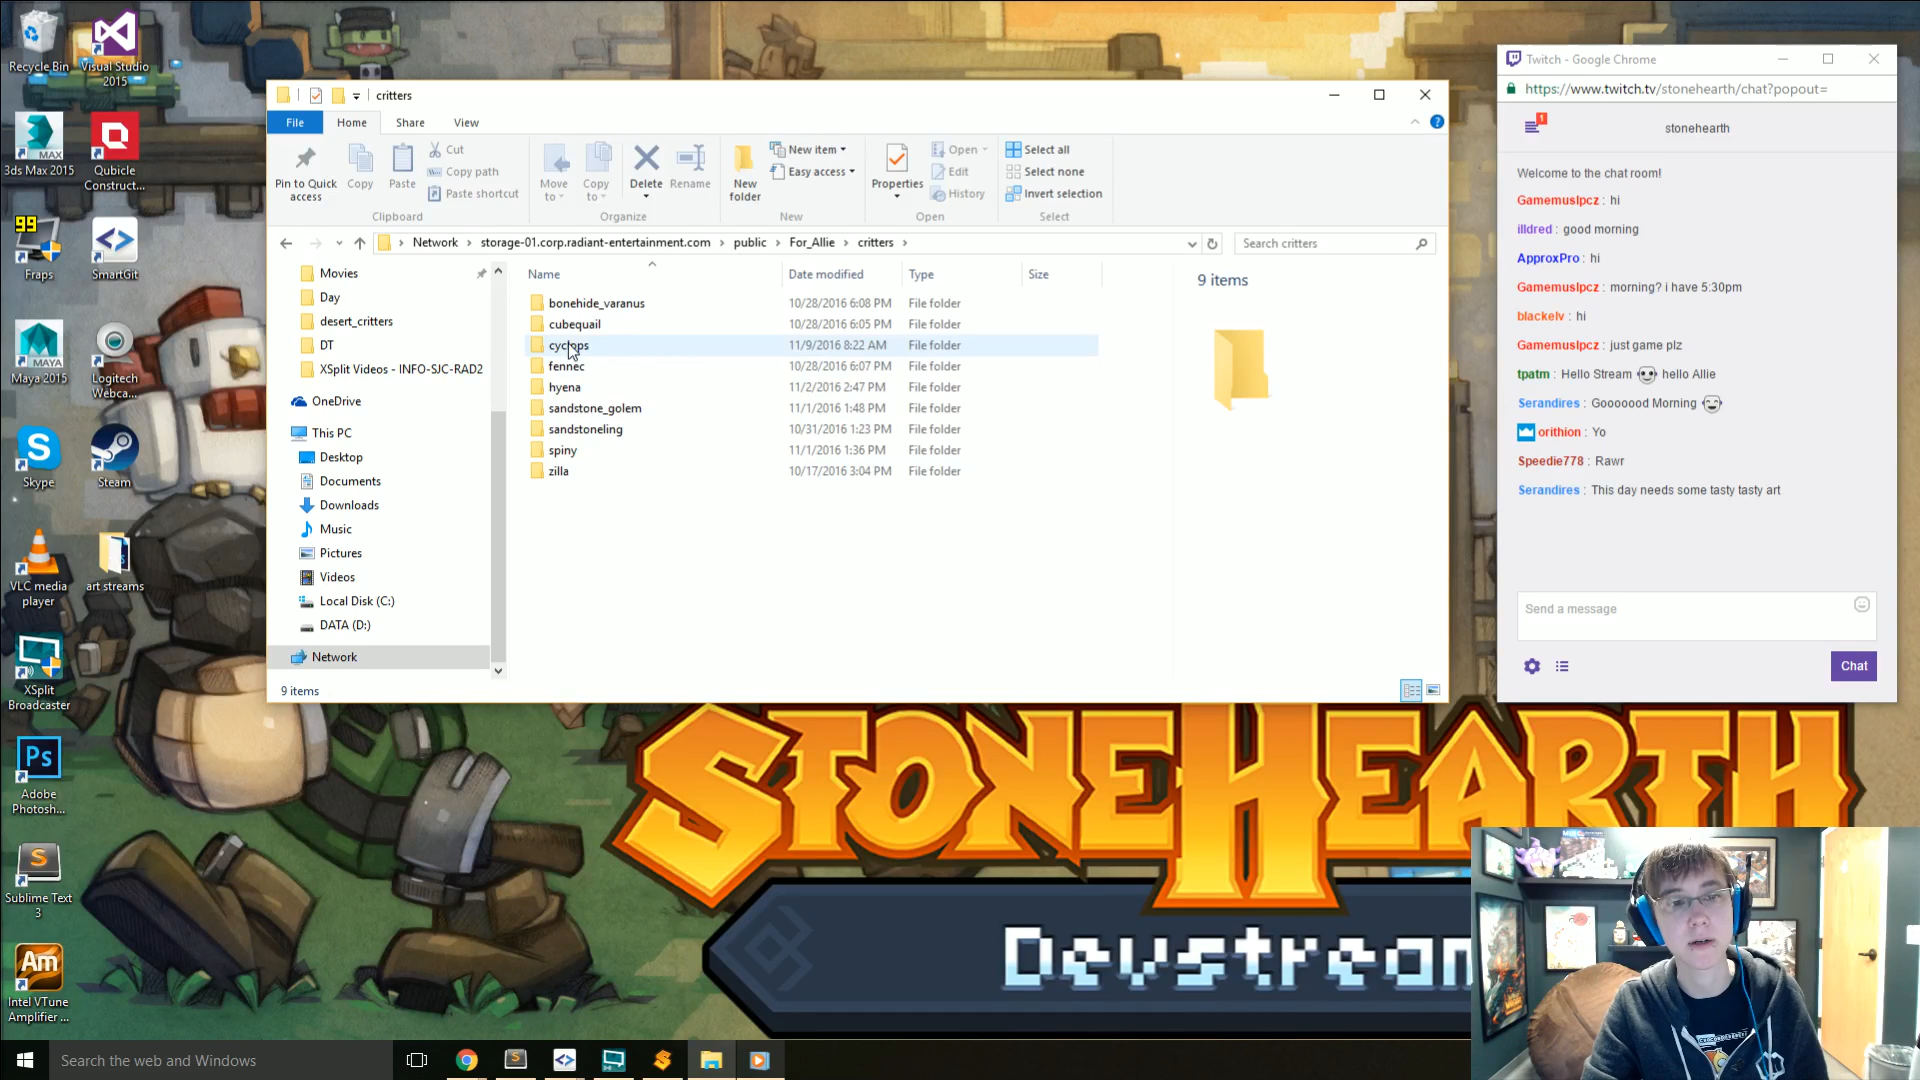 Recycle Bin
Visual Studio
2015
3ds Max 2015
Qubicle
Construct...
99
Fraps
SmartGit
Maya 2015
MAYA
Logitech
Webca...
Skype
Steam
VLC media
player
art streams
XSplit
Broadcaster
Ps
Adobe
Photosh...
Sublime Text
3
Am
Intel VTune
Amplifier ...
critters
File
Home
Share
View
Pin to Quick
access
Copy
Paste
Cut
Copy path
Paste shortcut
Clipboard
Move
to
Copy
to
Delete
Rename
Organize
New
folder
New item
Easy access
New
Properties
Open
Edit
History
Open
Select all
Select none
Invert selection
Select
Network > storage-01.corp.radiant-entertainment.com > public > For_Allie > critters >
Search critters
Movies
Day
desert_critters
DT
XSplit Videos - INFO-SJC-RAD2
OneDrive
This PC
Desktop
Documents
Downloads
Music
Pictures
Videos
Local Disk (C:)
DATA (D:)
Network
Name Date modified Type Size
bonehide_varanus 10/28/2016 6:08 PM File folder
cubequail 10/28/2016 6:05 PM File folder
cyclops 11/9/2016 8:22 AM File folder
fennec 10/28/2016 6:07 PM File folder
hyena 11/2/2016 2:47 PM File folder
sandstone_golem 11/1/2016 1:48 PM File folder
sandstoneling 10/31/2016 1:23 PM File folder
spiny 11/1/2016 1:36 PM File folder
zilla 10/17/2016 3:04 PM File folder
9 items
9 items
Twitch - Google Chrome
https://www.twitch.tv/stonehearth/chat?popout=
1
stonehearth
Welcome to the chat room!
Gamemuslpcz : hi
illdred : good morning
ApproxPro : hi
Gamemuslpcz : morning? i have 5:30pm
blackelv : hi
Gamemuslpcz : just game plz
tpatm : Hello Stream hello Allie
Serandires : Gooooood Morning
orithion : Yo
Speedie778 : Rawr
Serandires : This day needs some tasty tasty art
Send a message
Chat
STONEHEARTH
Devstream
Search the web and Windows